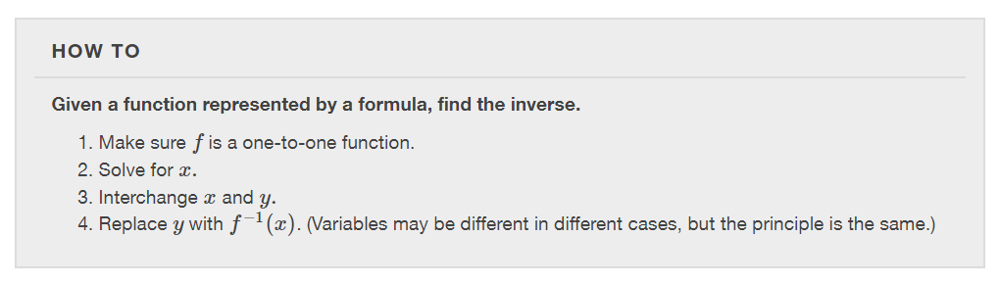 HOW TO
Given a function represented by a formula, find the inverse.
1. Make sure f is a one-to-one function.
2. Solve for x.
3. Interchange x and y.
4. Replace y with f⁻¹(x). (Variables may be different in different cases, but the principle is the same.)